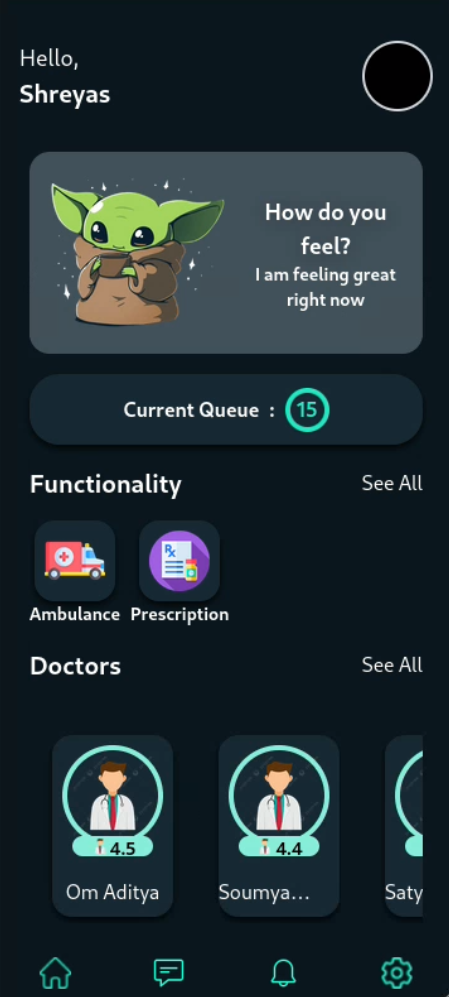 Hello,
Shreyas
How do you
feel?
I am feeling great
right now
Current Queue : 15
Functionality
See All
Rx
Ambulance
Prescription
Doctors
See All
4.5
4.4
Om Aditya
Soumya...
Saty